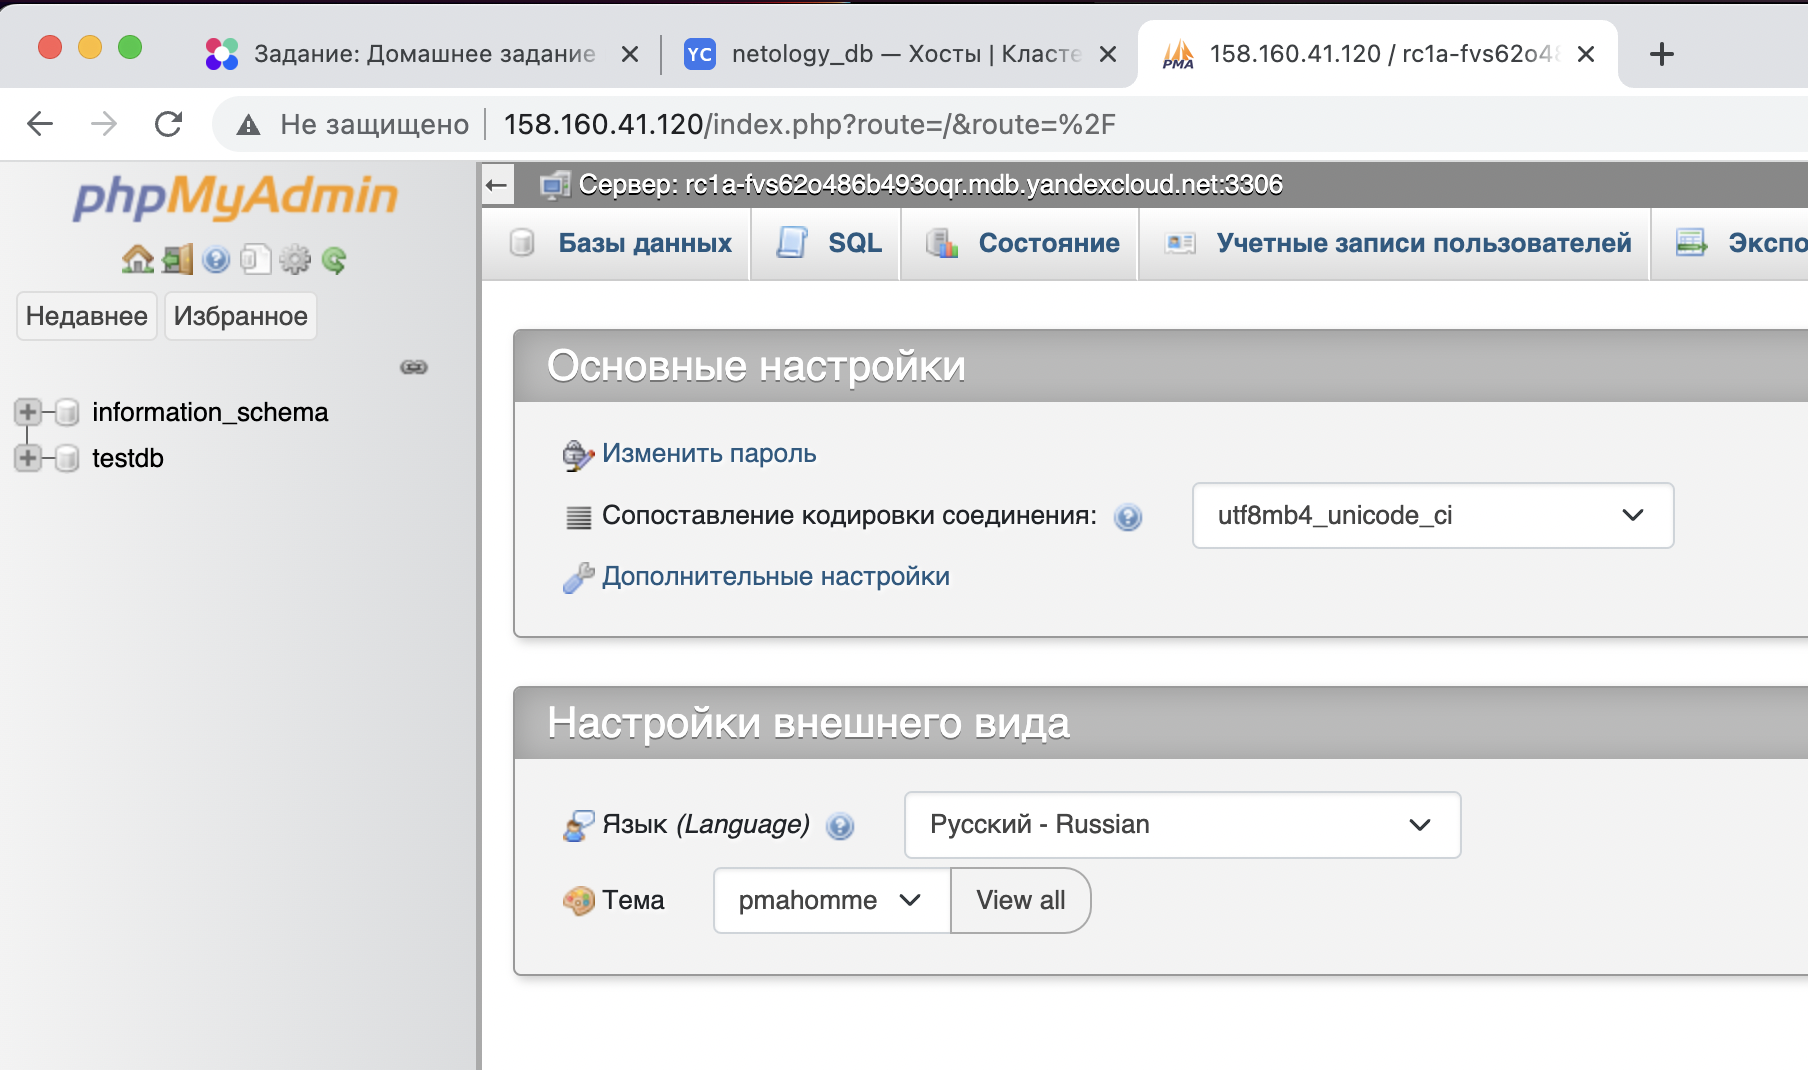 Задание: Домашнее задание
YC netology_db — Хосты | Класте
PMA 158.160.41.120 / rc1a-fvs62o48
Не защищено 158.160.41.120/index.php?route=/&route=%2F
phpMyAdmin
Недавнее Избранное
information_schema
testdb
Сервер: rc1a-fvs62o486b493oqr.mdb.yandexcloud.net:3306
Базы данных SQL Состояние Учетные записи пользователей Экспо
Основные настройки
Изменить пароль
Сопоставление кодировки соединения: utf8mb4_unicode_ci
Дополнительные настройки
Настройки внешнего вида
Язык (Language) Русский - Russian
Тема pmahomme View all